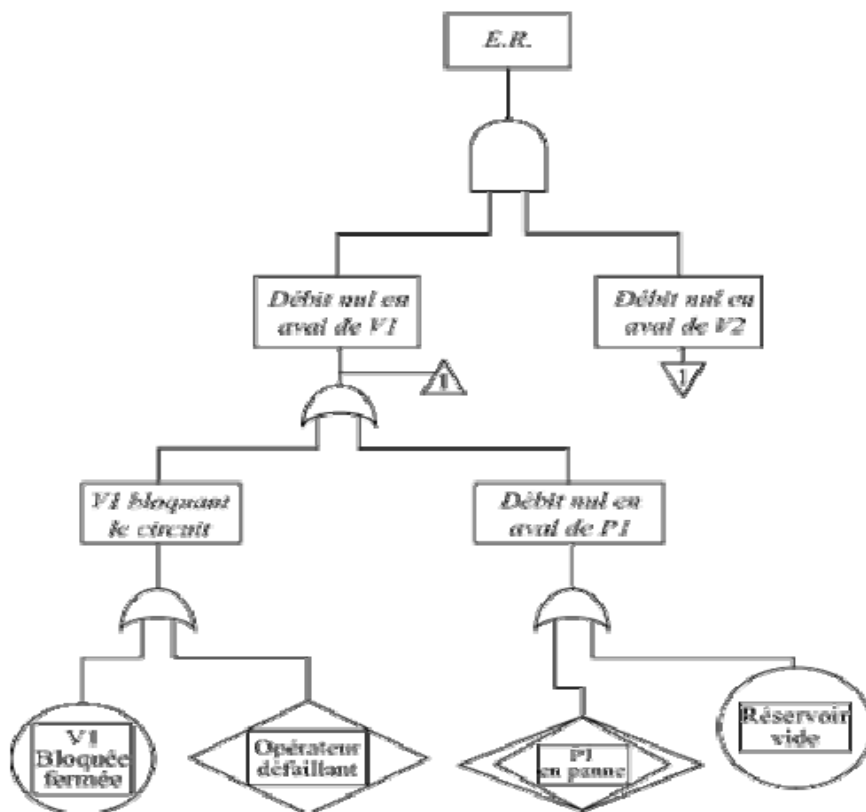 E.R.
Débit nul en
aval de V1
Débit nul en
aval de V2
1
1
V1 bloquant
le circuit
Débit nul en
aval de P1
V1
Bloquée
fermée
Opérateur
défaillant
P1
en panne
Réservoir
vide